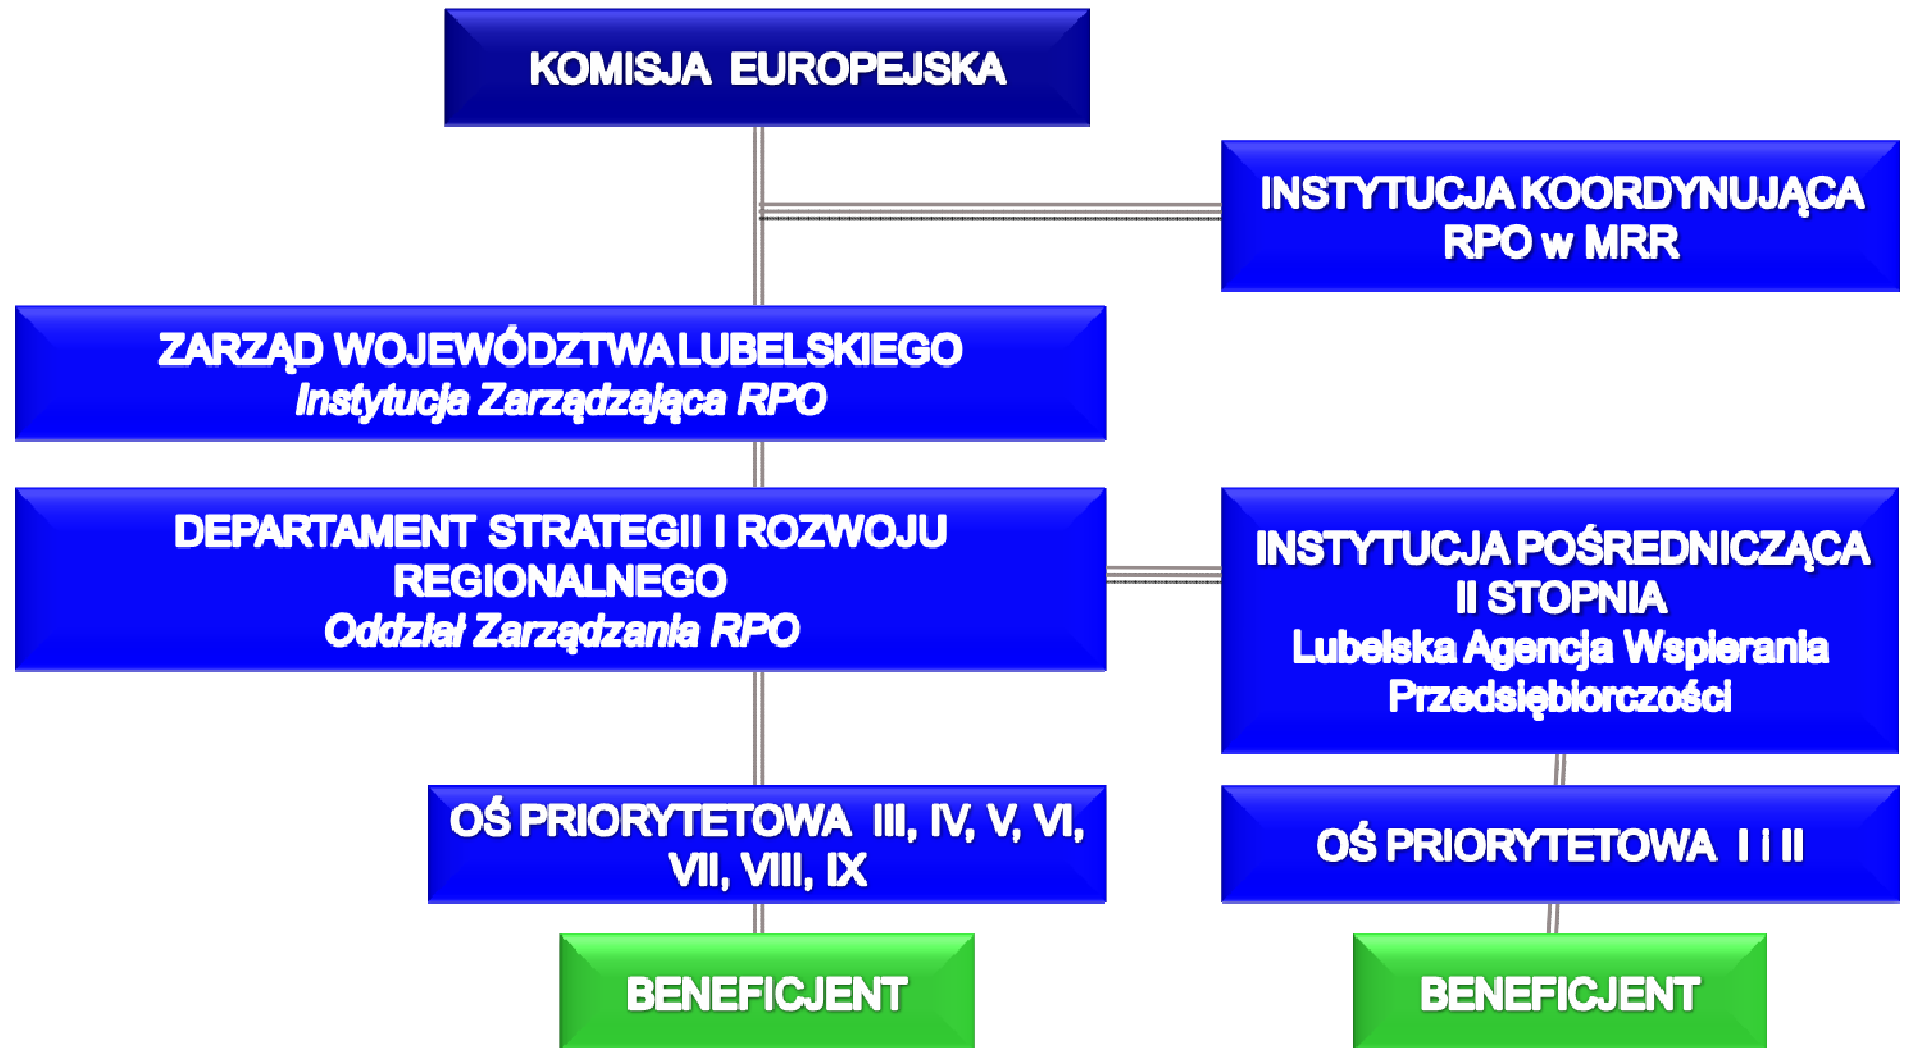 KOMISJA EUROPEJSKA
INSTYTUCJA KOORDYNUJĄCA
RPO w MRR
ZARZĄD WOJEWÓDZTWA LUBELSKIEGO
Instytucja Zarządzająca RPO
DEPARTAMENT STRATEGII I ROZWOJU
REGIONALNEGO
Oddział Zarządzania RPO
INSTYTUCJA POŚREDNICZĄCA
II STOPNIA
Lubelska Agencja Wspierania
Przedsiębiorczości
OŚ PRIORYTETOWA III, IV, V, VI,
VII, VIII, IX
OŚ PRIORYTETOWA I i II
BENEFICJENT
BENEFICJENT